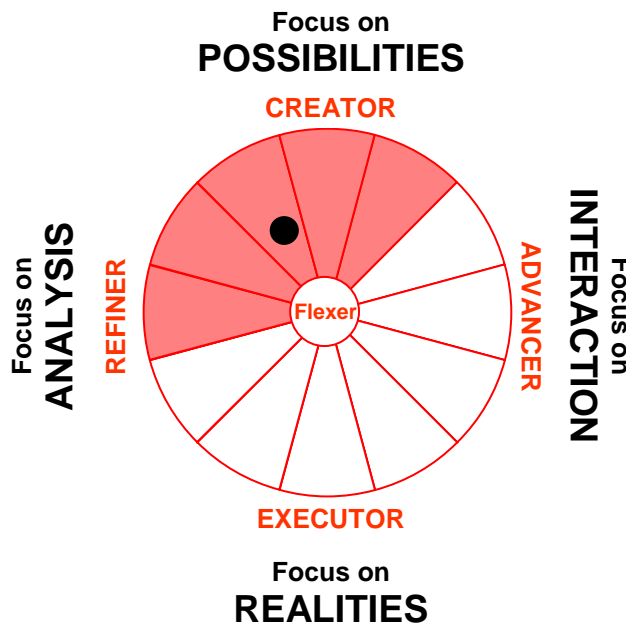 Focus on
POSSIBILITIES
CREATOR
Focus on
ANALYSIS
REFINER
Flexer
ADVANCER
INTERACTION
Focus on
EXECUTOR
Focus on
REALITIES